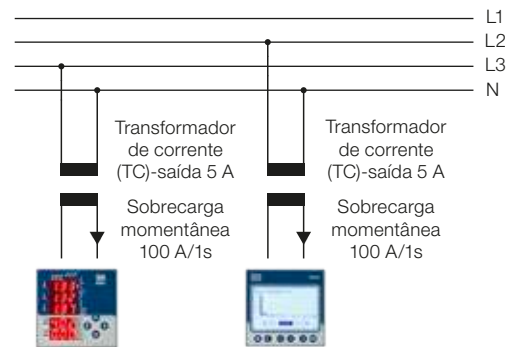 L1
L2
L3
N
Transformador
de corrente
(TC)-saída 5 A
Sobrecarga
momentânea
100 A/1s
Transformador
de corrente
(TC)-saída 5 A
Sobrecarga
momentânea
100 A/1s